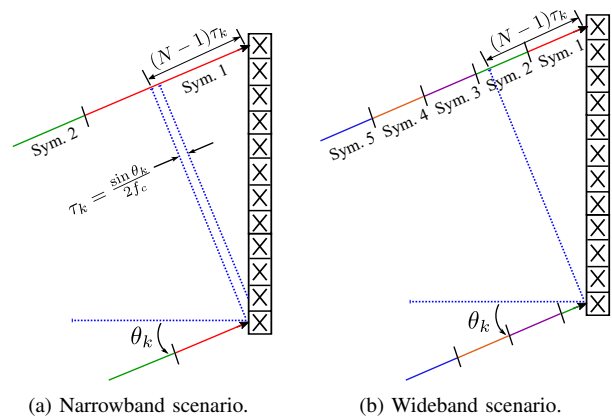 (N − 1)τ_k
Sym. 1
Sym. 2
τ_k = sin θ_k / 2f_c
θ_k
(a) Narrowband scenario.
(N − 1)τ_k
Sym. 1
Sym. 2
Sym. 3
Sym. 4
Sym. 5
θ_k
(b) Wideband scenario.